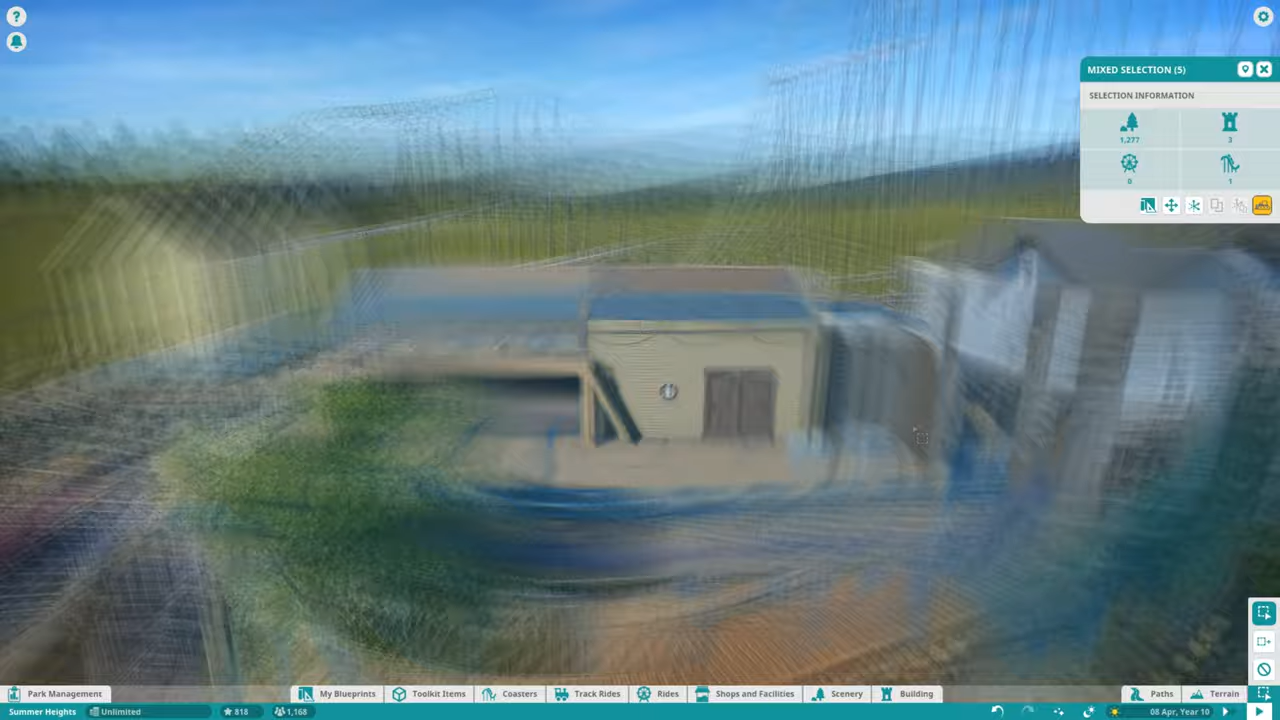 MIXED SELECTION (5)
SELECTION INFORMATION
1,277
3
0
1
Park Management
My Blueprints
Toolkit Items
Coasters
Track Rides
Rides
Shops and Facilities
Scenery
Building
Paths
Terrain
Summer Heights
Unlimited
818
1,168
08 Apr, Year 10